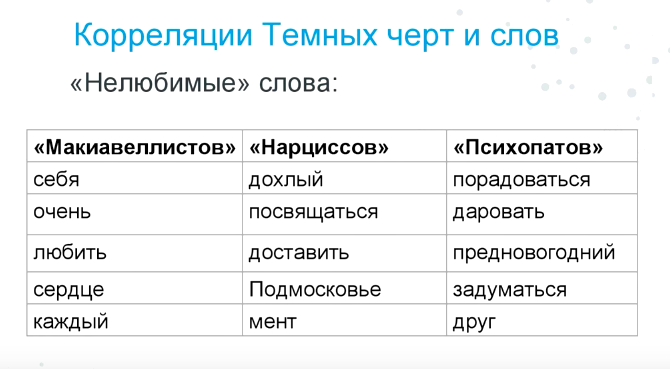 Корреляции Темных черт и слов
«Нелюбимые» слова:
«Макиавеллистов» «Нарциссов» «Психопатов»
себя дохлый порадоваться
очень посвящаться даровать
любить доставить предновогодний
сердце Подмосковье задуматься
каждый мент друг